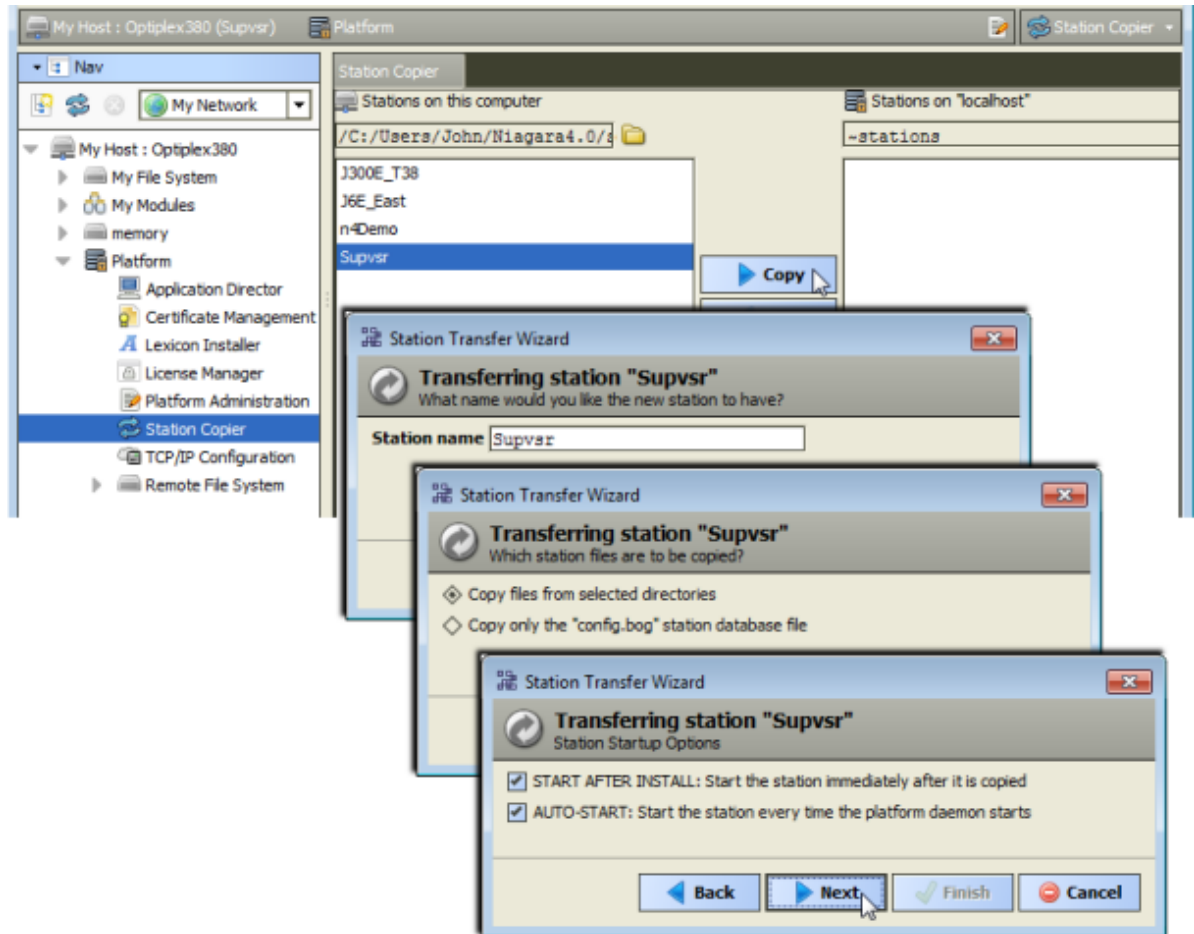 My Host : Optiplex380 (Supvsr)
Platform
Station Copier
Nav
My Network
My Host : Optiplex380
My File System
My Modules
memory
Platform
Application Director
Certificate Management
Lexicon Installer
License Manager
Platform Administration
Station Copier
TCP/IP Configuration
Remote File System
Station Copier
Stations on this computer
/C:/Users/John/Niagara4.0/s
J300E_T38
J6E_East
n4Demo
Supvsr
Copy
Stations on "localhost"
~stations
Station Transfer Wizard
Transferring station "Supvsr"
What name would you like the new station to have?
Station name Supvsr
Station Transfer Wizard
Transferring station "Supvsr"
Which station files are to be copied?
Copy files from selected directories
Copy only the "config.bog" station database file
Station Transfer Wizard
Transferring station "Supvsr"
Station Startup Options
START AFTER INSTALL: Start the station immediately after it is copied
AUTO-START: Start the station every time the platform daemon starts
Back Next Finish Cancel